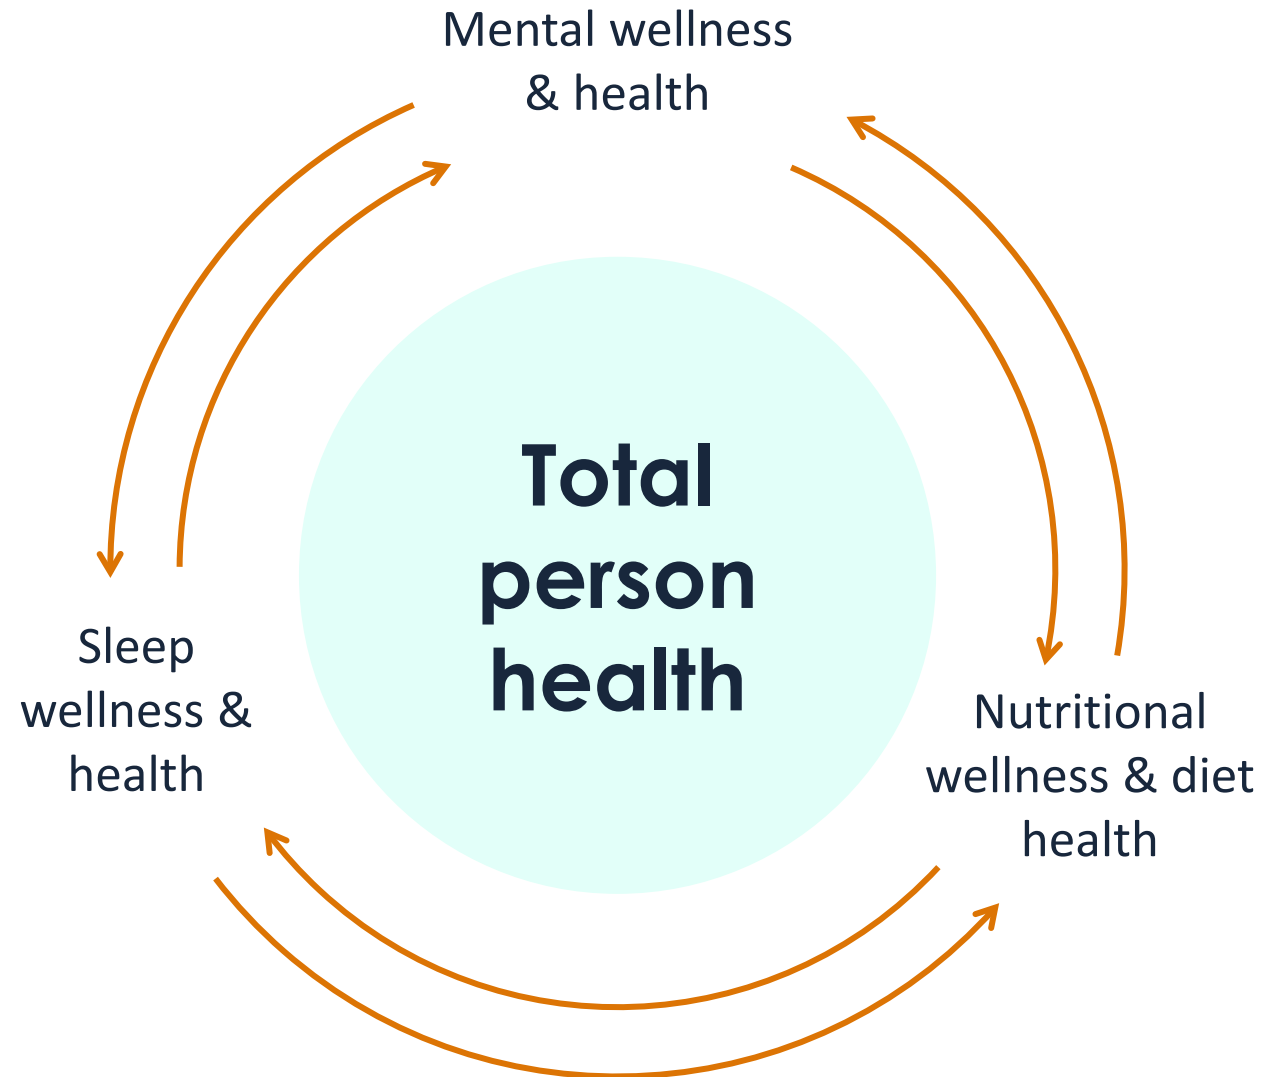 Mental wellness
& health
Total
person
health
Sleep
wellness &
health
Nutritional
wellness & diet
health